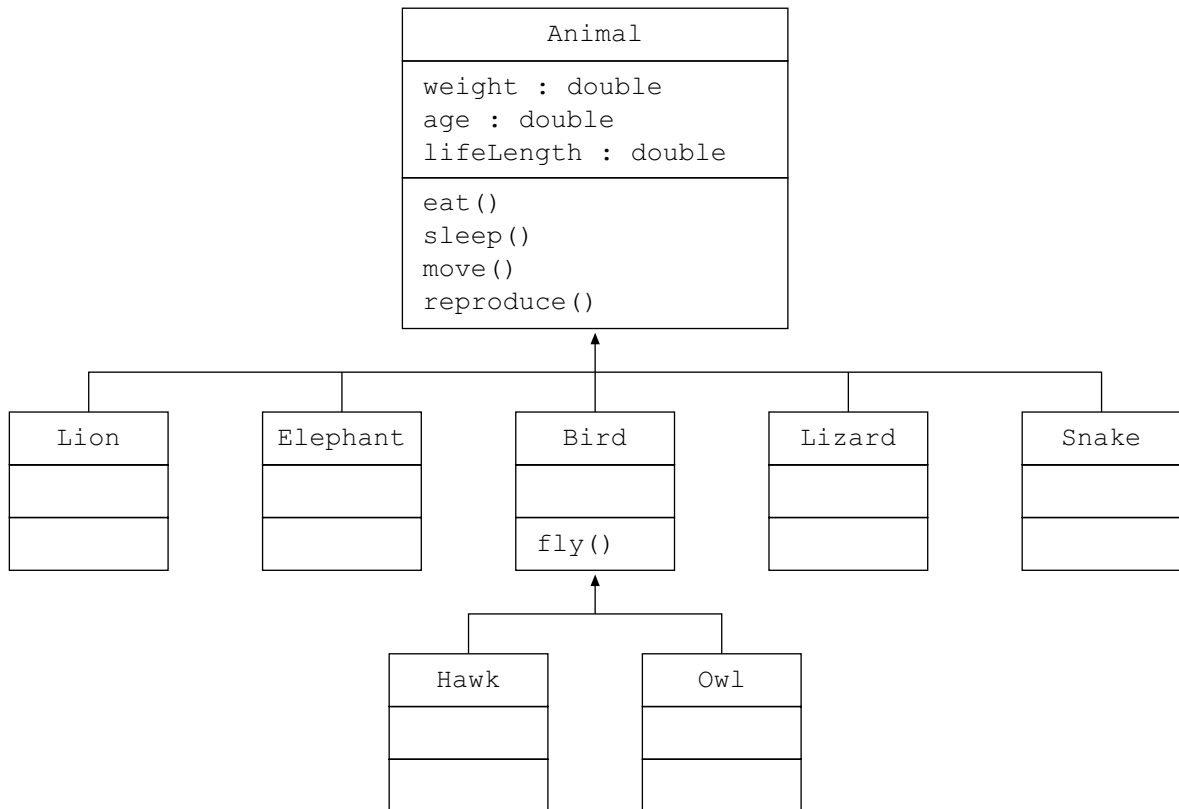 Animal
weight : double
age : double
lifeLength : double
eat()
sleep()
move()
reproduce()
Lion
Elephant
Bird
Lizard
Snake
fly()
Hawk
Owl